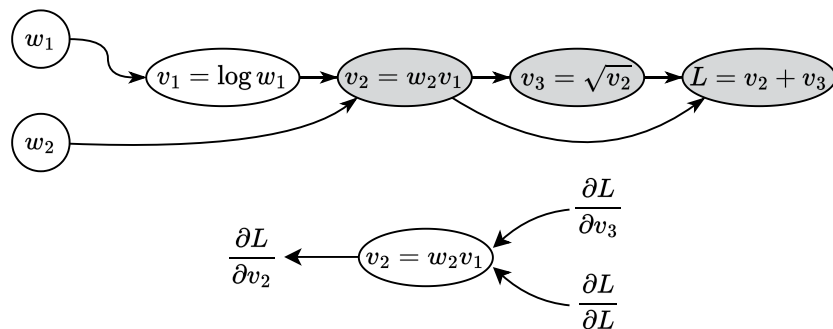 w₁
v₁ = log w₁
v₂ = w₂v₁
v₃ = √v₂
L = v₂ + v₃
w₂
∂L/∂v₃
∂L/∂v₂
v₂ = w₂v₁
∂L/∂L